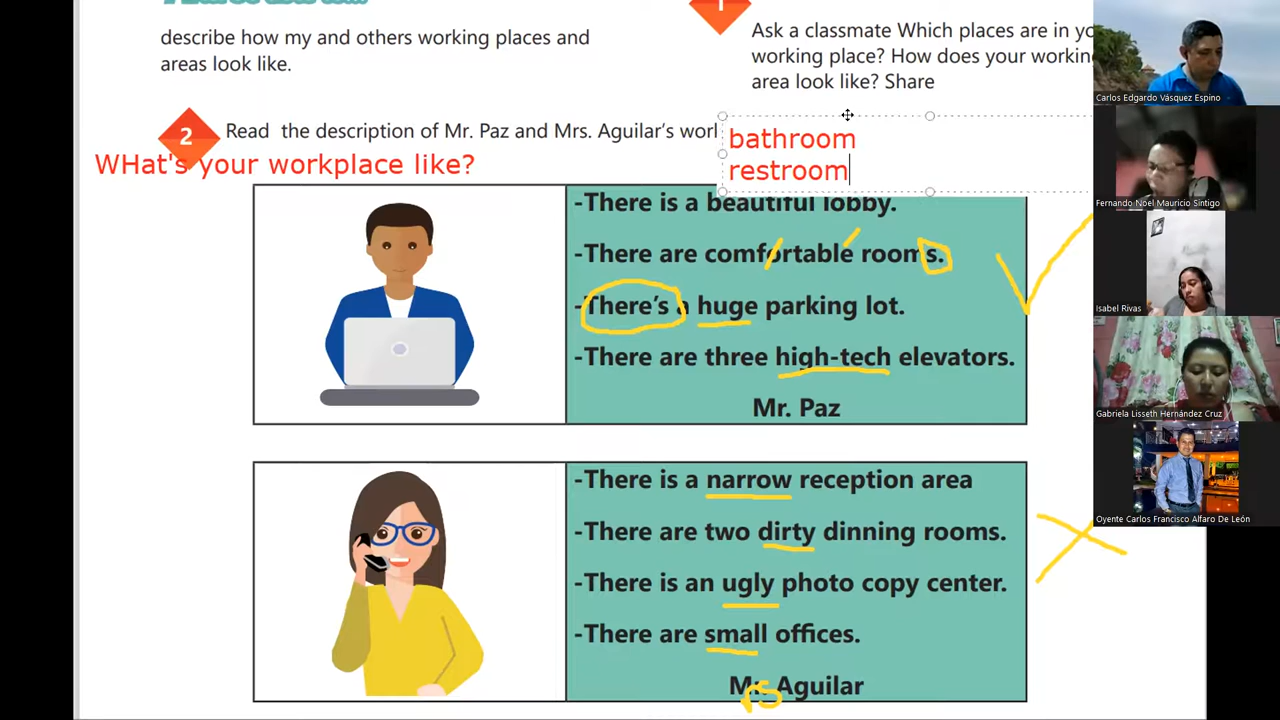 describe how my and others working places and
areas look like.
1
Ask a classmate Which places are in yo
working place? How does your workin
area look like? Share
2
Read the description of Mr. Paz and Mrs. Aguilar's worl
WHat's your workplace like?
bathroom
restroom
-There is a beautiful lobby.
-There are comfortable rooms.
-There's a huge parking lot.
-There are three high-tech elevators.
Mr. Paz
-There is a narrow reception area
-There are two dirty dinning rooms.
-There is an ugly photo copy center.
-There are small offices.
Mr. Aguilar
rs
Carlos Edgardo Vásquez Espino
Fernando Noel Mauricio Sintigo
Isabel Rivas
Gabriela Lisseth Hernández Cruz
Oyente Carlos Francisco Alfaro De León